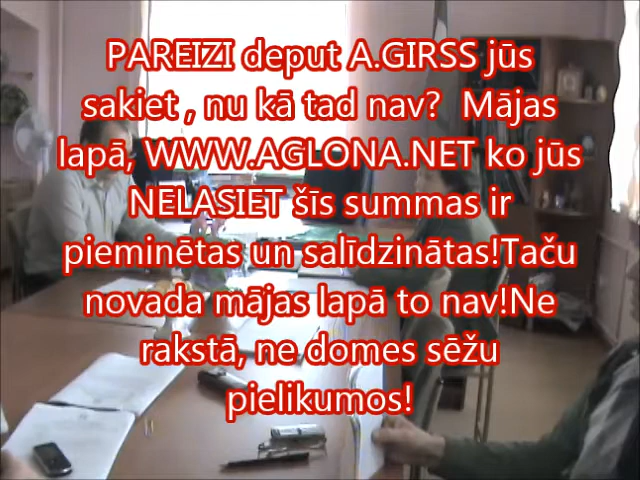 PAREIZI deput A.GIRSS jūs
sakiet , nu kā tad nav?  Mājas
lapā, WWW.AGLONA.NET ko jūs
NELASIET šīs summas ir
pieminētas un salīdzinātas!Taču
novada mājas lapā to nav!Ne
rakstā, ne domes sēžu
pielikumos!